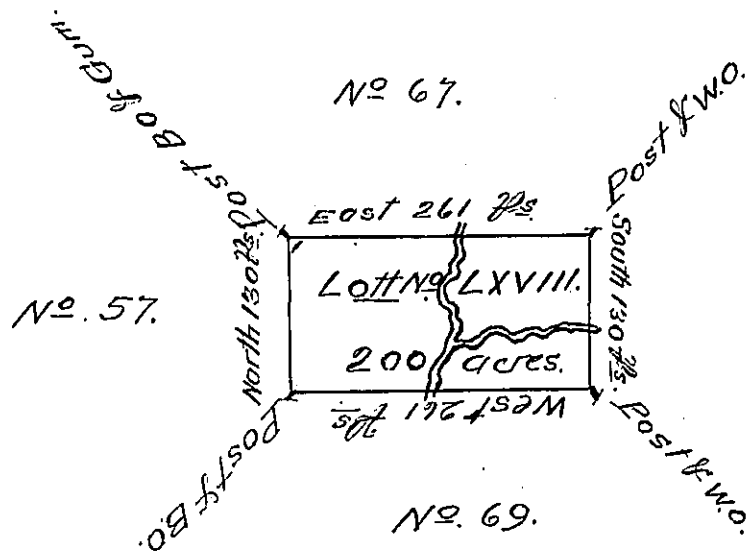 Post B.O & Gum.
No 67.
Post & W.O.
East 261 ps.
North 130 ps.
South 130 ps.
Lott No. LXVIII.
No. 57.
200 acres.
West 261 ps
Post & B.O.
Post & W.O.
No. 69.